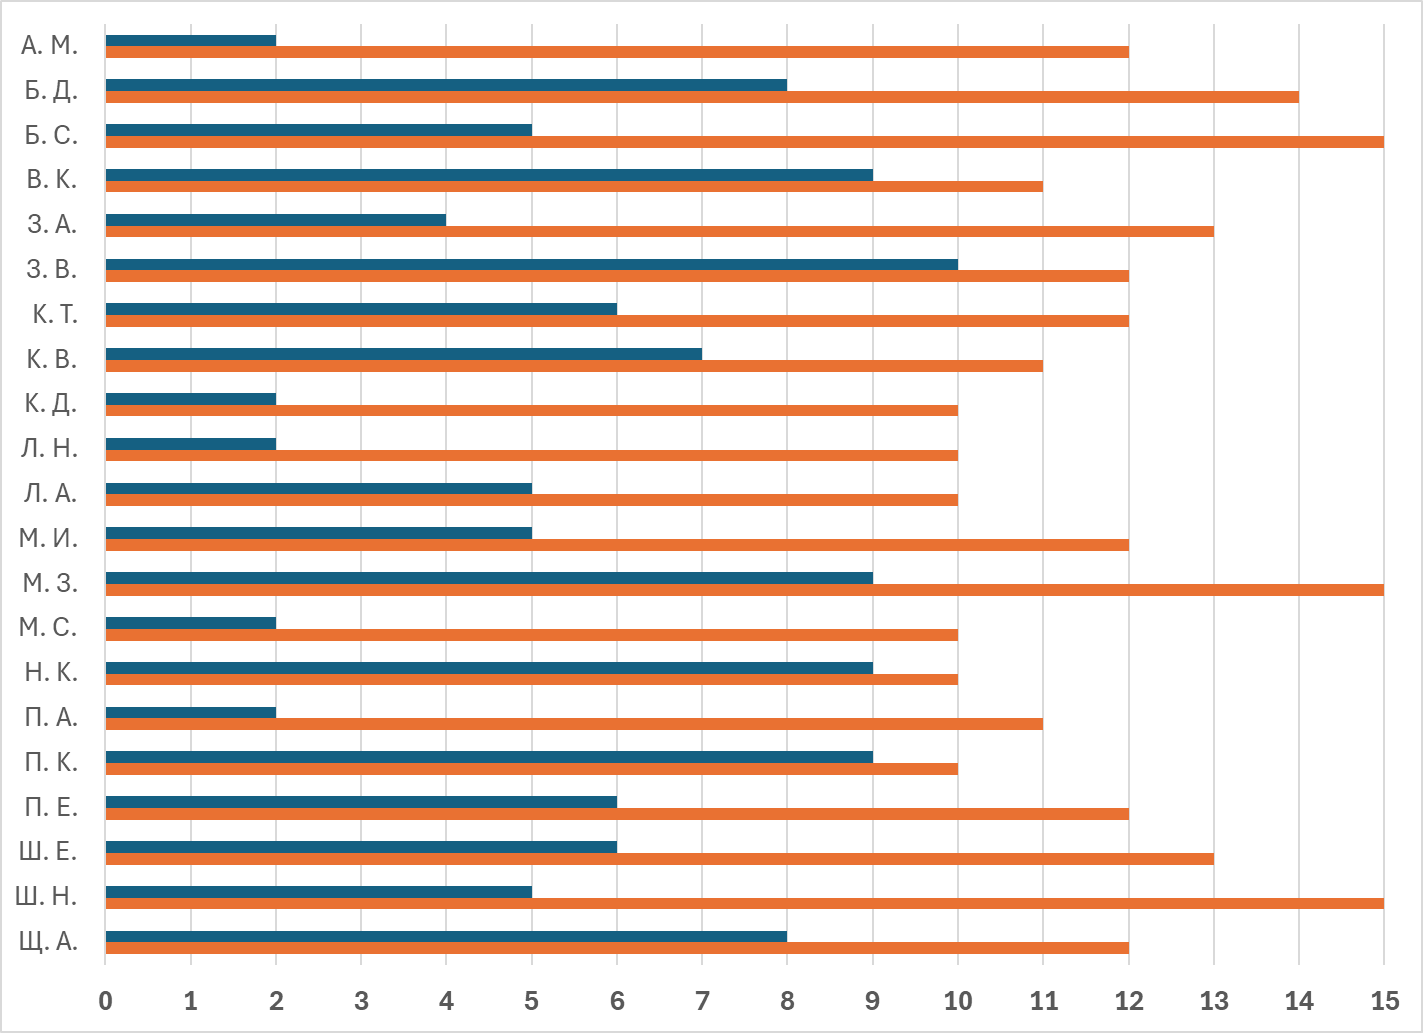 А. М.
Б. Д.
Б. С.
В. К.
З. А.
З. В.
К. Т.
К. В.
К. Д.
Л. Н.
Л. А.
М. И.
М. З.
М. С.
Н. К.
П. А.
П. К.
П. Е.
Ш. Е.
Ш. Н.
Щ. А.
0 1 2 3 4 5 6 7 8 9 10 11 12 13 14 15